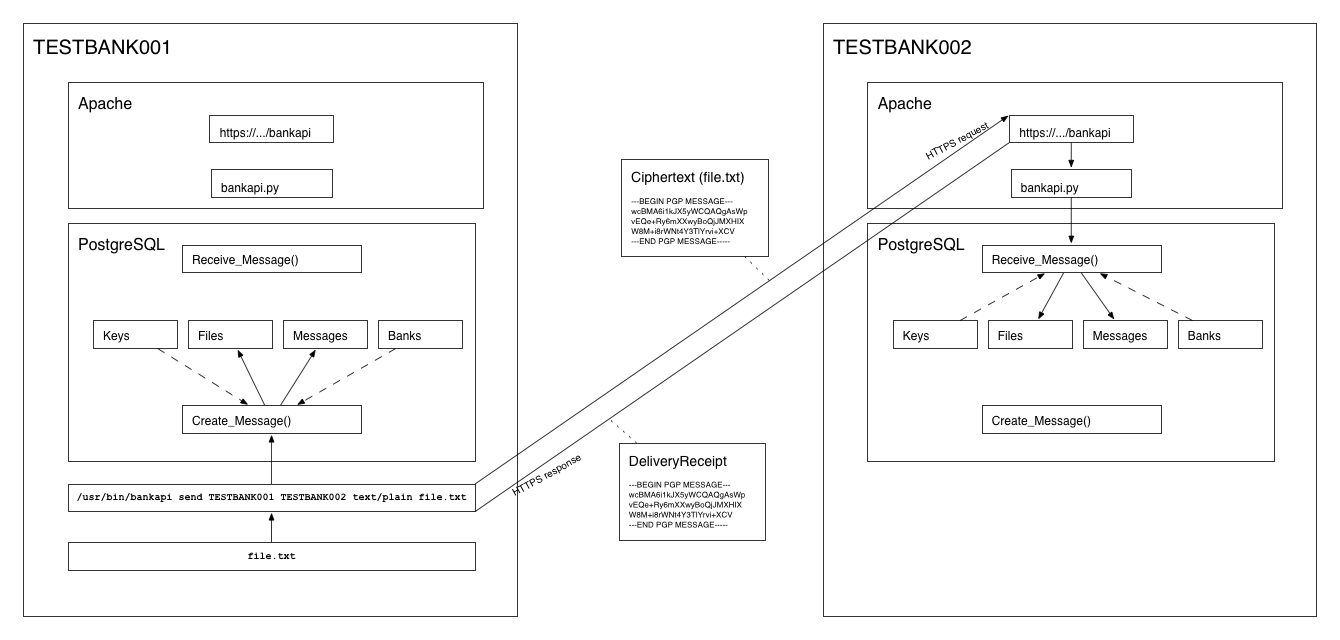 TESTBANK001
Apache
https://.../bankapi
bankapi.py
PostgreSQL
Receive_Message()
Keys
Files
Messages
Banks
Create_Message()
/usr/bin/bankapi send TESTBANK001 TESTBANK002 text/plain file.txt
file.txt
Ciphertext (file.txt)
---BEGIN PGP MESSAGE---
wcBMA6i1kJX5yWCQAQgAsWp
vEQe+Ry6mXXwyBoQjJMXHIX
W8M+i8rWNt4Y3TlYrvi+XCV
---END PGP MESSAGE-----
HTTPS request
HTTPS response
DeliveryReceipt
---BEGIN PGP MESSAGE---
wcBMA6i1kJX5yWCQAQgAsWp
vEQe+Ry6mXXwyBoQjJMXHIX
W8M+i8rWNt4Y3TlYrvi+XCV
---END PGP MESSAGE-----
TESTBANK002
Apache
https://.../bankapi
bankapi.py
PostgreSQL
Receive_Message()
Keys
Files
Messages
Banks
Create_Message()